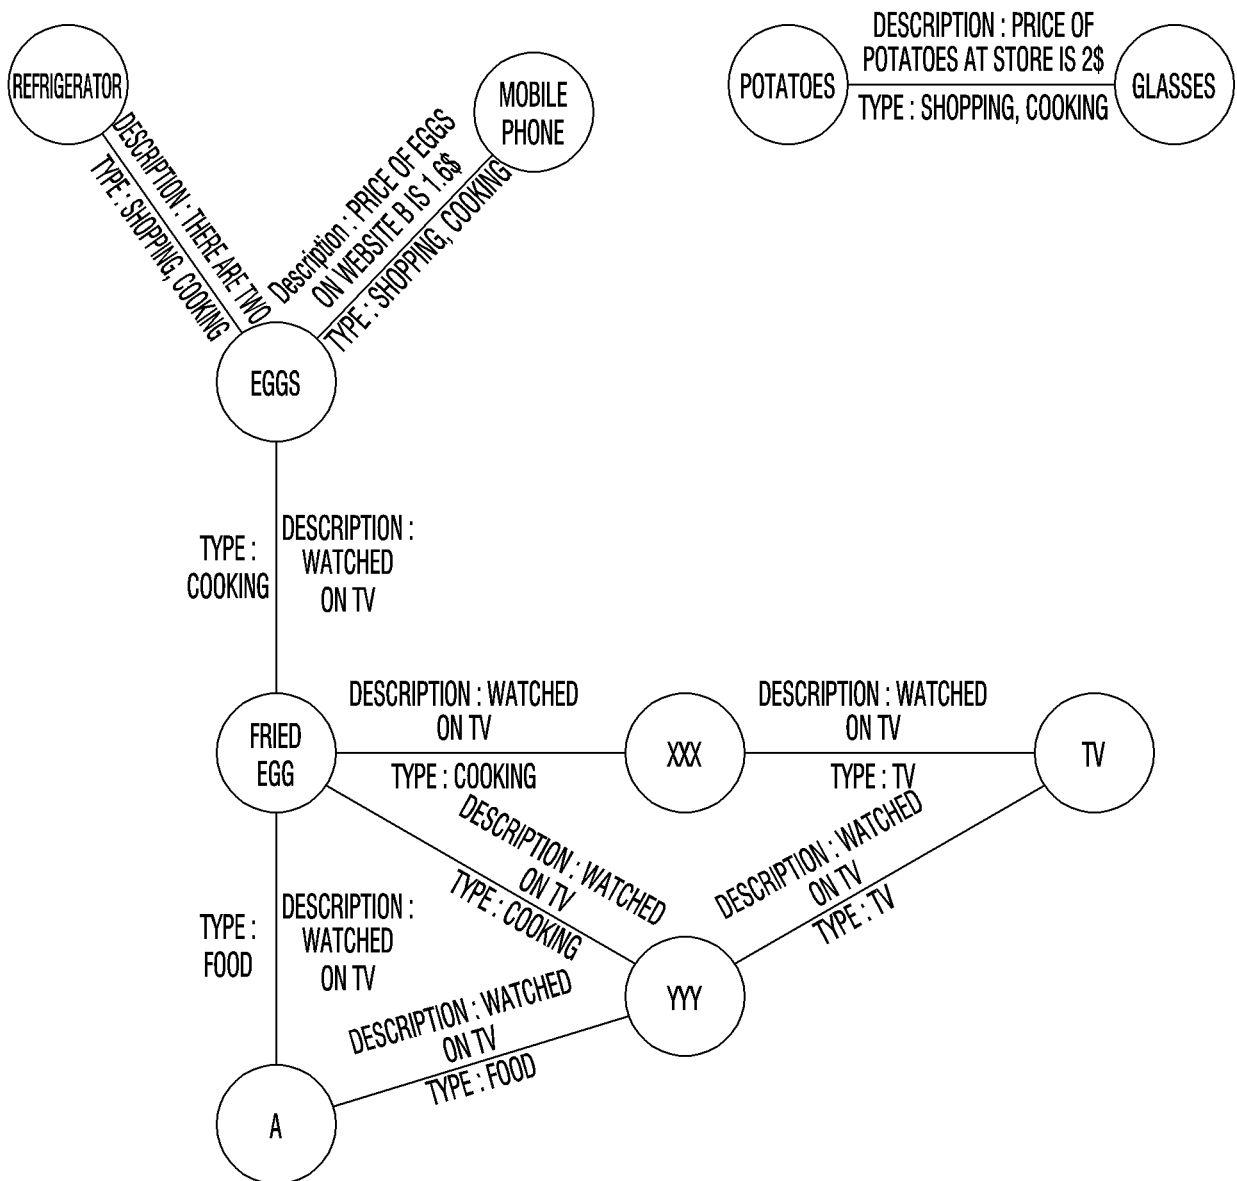 REFRIGERATOR
MOBILE
PHONE
POTATOES
DESCRIPTION : PRICE OF
POTATOES AT STORE IS 2$
TYPE : SHOPPING, COOKING
GLASSES
DESCRIPTION : THERE ARE TWO
TYPE : SHOPPING, COOKING
Description : PRICE OF EGGS
ON WEBSITE B IS 1.6$
TYPE : SHOPPING, COOKING
EGGS
TYPE :
COOKING
DESCRIPTION :
WATCHED
ON TV
FRIED
EGG
DESCRIPTION : WATCHED
ON TV
TYPE : COOKING
XXX
DESCRIPTION : WATCHED
ON TV
TYPE : TV
TV
DESCRIPTION : WATCHED
ON TV
TYPE : COOKING
DESCRIPTION : WATCHED
ON TV
TYPE : TV
TYPE :
FOOD
DESCRIPTION :
WATCHED
ON TV
YYY
DESCRIPTION : WATCHED
ON TV
TYPE : FOOD
A